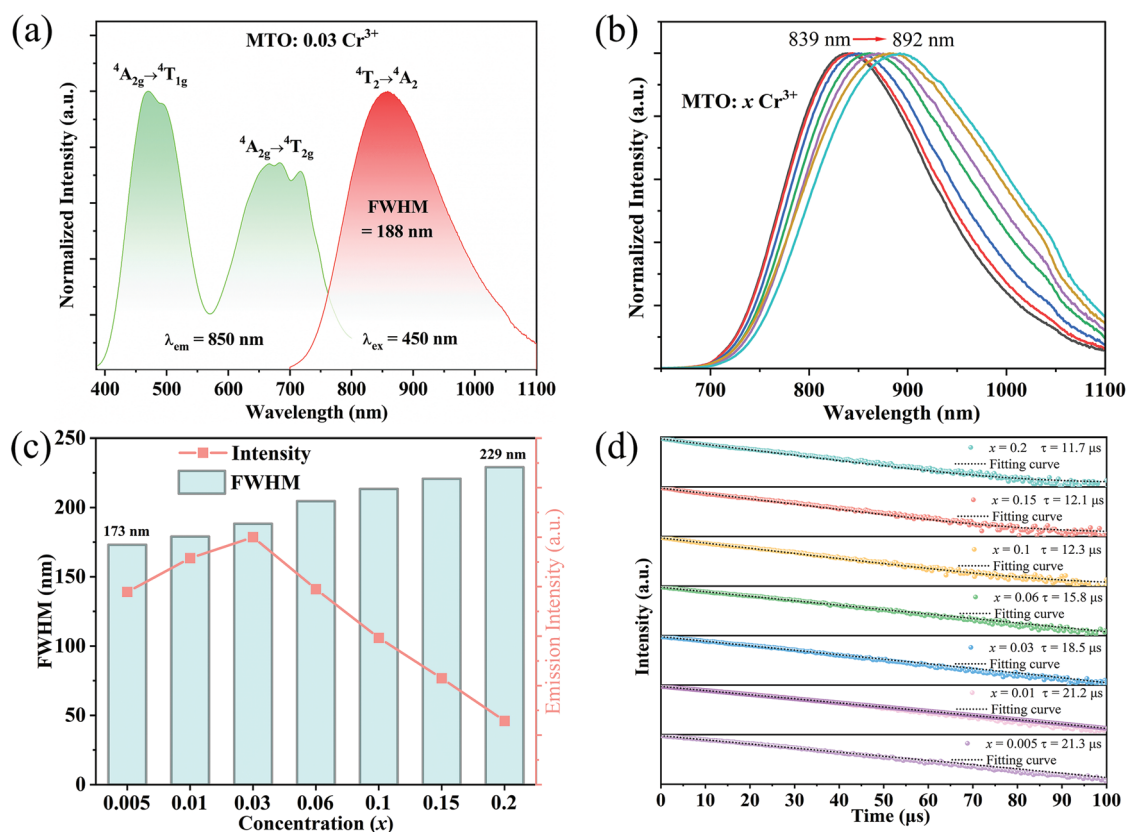 (a)
MTO: 0.03 Cr³⁺
⁴A₂g→⁴T₁g
⁴A₂g→⁴T₂g
⁴T₂→⁴A₂
FWHM
= 188 nm
λem = 850 nm
λex = 450 nm
Normalized Intensity (a.u.)
400 500 600 700 800 900 1000 1100
Wavelength (nm)
(b)
839 nm → 892 nm
MTO: x Cr³⁺
Normalized Intensity (a.u.)
700 800 900 1000 1100
Wavelength (nm)
(c)
Intensity
FWHM
173 nm
229 nm
250
200
150
100
50
0
FWHM (nm)
Emission Intensity (a.u.)
0.005 0.01 0.03 0.06 0.1 0.15 0.2
Concentration (x)
(d)
x = 0.2 τ = 11.7 μs
Fitting curve
x = 0.15 τ = 12.1 μs
Fitting curve
x = 0.1 τ = 12.3 μs
Fitting curve
x = 0.06 τ = 15.8 μs
Fitting curve
x = 0.03 τ = 18.5 μs
Fitting curve
x = 0.01 τ = 21.2 μs
Fitting curve
x = 0.005 τ = 21.3 μs
Fitting curve
Intensity (a.u.)
0 10 20 30 40 50 60 70 80 90 100
Time (μs)